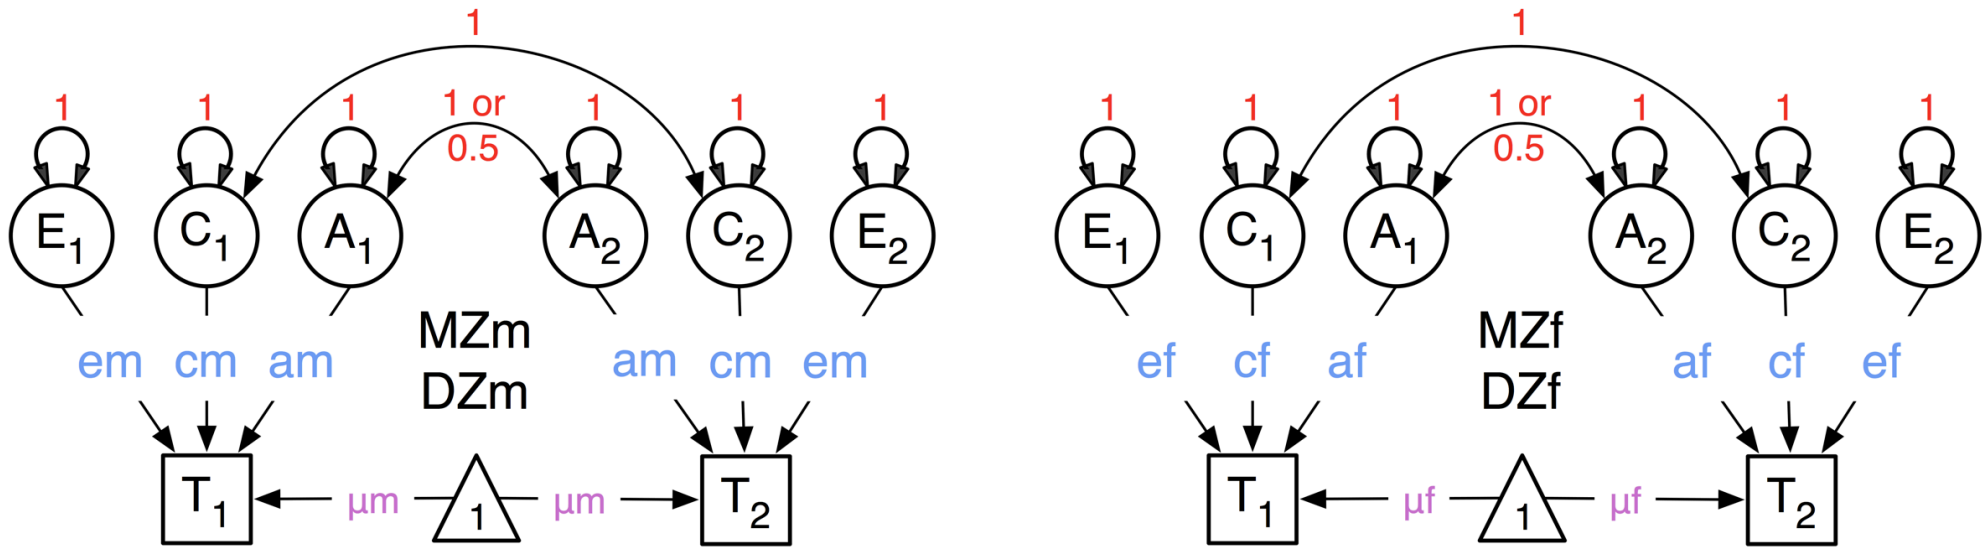 1 1
1 1 1 1 or 1 1 1 1 1 1 1 or 1 1 1
0.5 0.5
E1 C1 A1 A2 C2 E2 E1 C1 A1 A2 C2 E2
MZm MZf
em cm am am cm em ef cf af af cf ef
DZm DZf
T1 µm 1 µm T2 T1 µf 1 µf T2